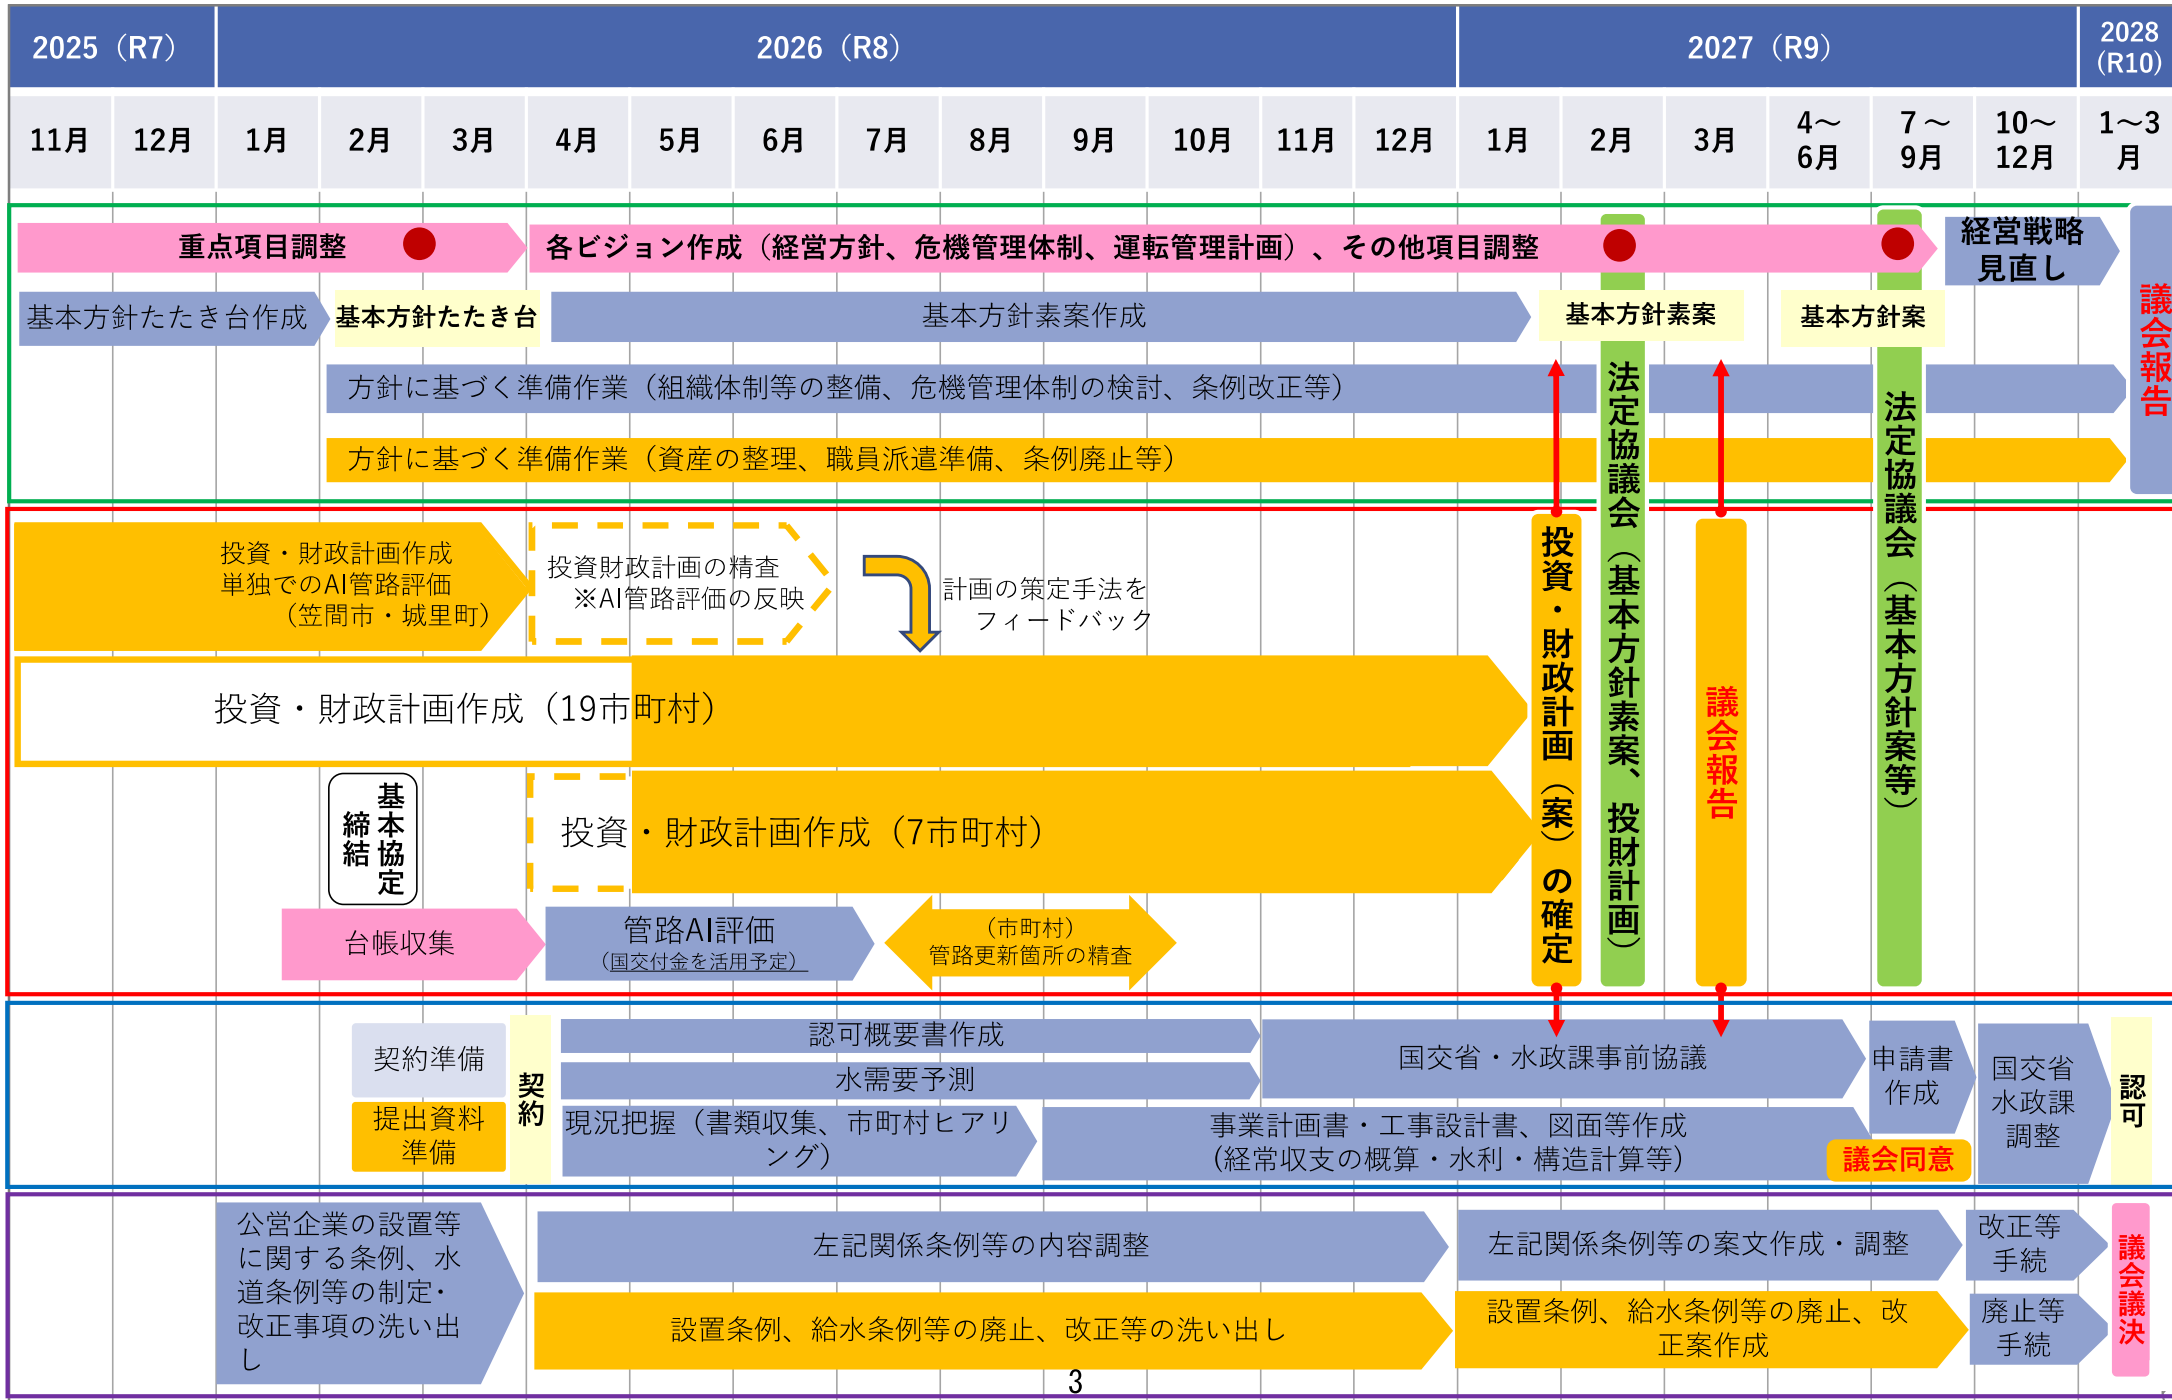 2025（R7）
2026（R8）
2027（R9）
2028
(R10)
11月
12月
1月
2月
3月
4月
5月
6月
7月
8月
9月
10月
11月
12月
1月
2月
3月
4～
6月
7～
9月
10～
12月
1～3
月
重点項目調整
各ビジョン作成（経営方針、危機管理体制、運転管理計画）、その他項目調整
経営戦略
見直し
議会報告
基本方針たたき台作成
基本方針たたき台
基本方針素案作成
基本方針素案
基本方針案
方針に基づく準備作業（組織体制等の整備、危機管理体制の検討、条例改正等）
方針に基づく準備作業（資産の整理、職員派遣準備、条例廃止等）
法定協議会（基本方針素案、投財計画）
法定協議会（基本方針案等）
投資・財政計画作成
単独でのAI管路評価
（笠間市・城里町）
投資財政計画の精査
※AI管路評価の反映
計画の策定手法を
フィードバック
投資・財政計画（案）の確定
議会報告
投資・財政計画作成（19市町村）
基本協定
締結
投資・財政計画作成（7市町村）
台帳収集
管路AI評価
（国交付金を活用予定）
（市町村）
管路更新箇所の精査
契約準備
提出資料
準備
契約
認可概要書作成
水需要予測
現況把握（書類収集、市町村ヒアリ
ング）
国交省・水政課事前協議
事業計画書・工事設計書、図面等作成
（経常収支の概算・水利・構造計算等）
議会同意
申請書
作成
国交省
水政課
調整
認可
公営企業の設置等
に関する条例、水
道条例等の制定・
改正事項の洗い出
し
左記関係条例等の内容調整
左記関係条例等の案文作成・調整
改正等
手続
設置条例、給水条例等の廃止、改正等の洗い出し
設置条例、給水条例等の廃止、改
正案作成
廃止等
手続
議会議決
3